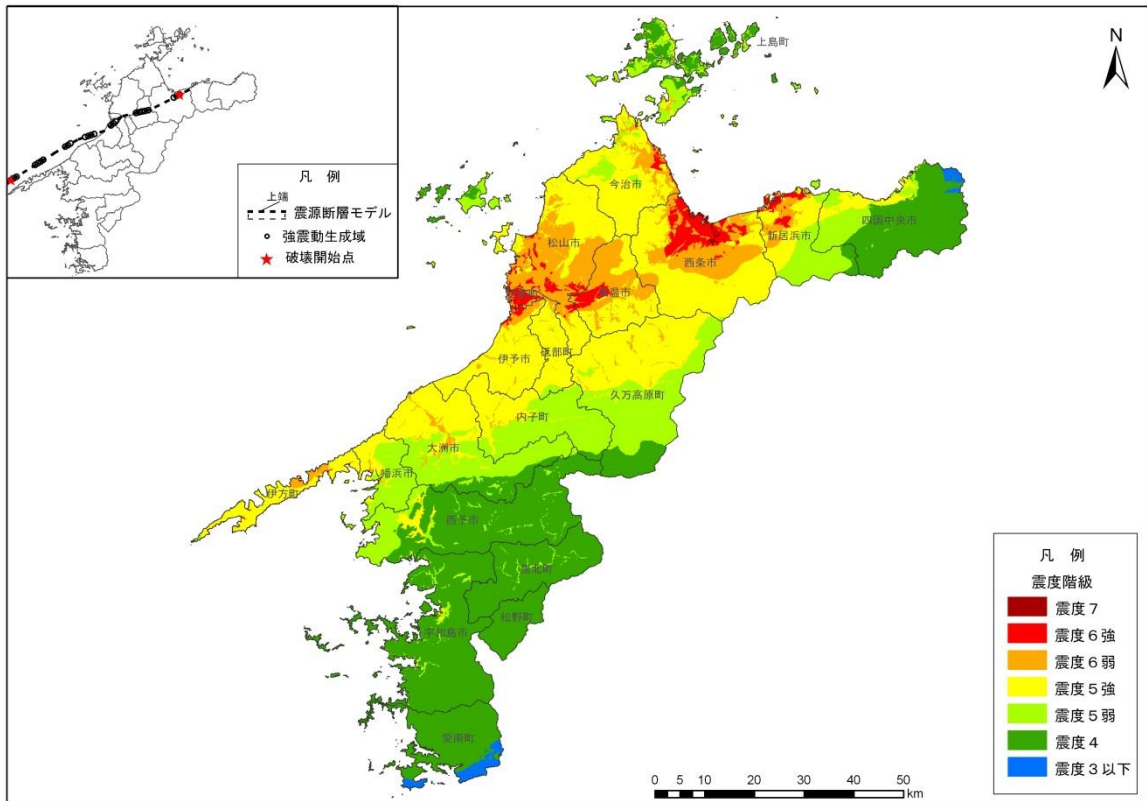 凡 例
上端
震源断層モデル
強震動生成域
破壊開始点
N
上島町
今治市
四国中央市
新居浜市
松山市
西条市
伊予市
砥部町
久万高原町
内子町
大洲市
八幡浜市
伊方町
西予市
鬼北町
松野町
宇和島市
愛南町
凡 例
震度階級
震度7
震度6強
震度6弱
震度5強
震度5弱
震度4
震度3以下
0 5 10 20 30 40 50
km